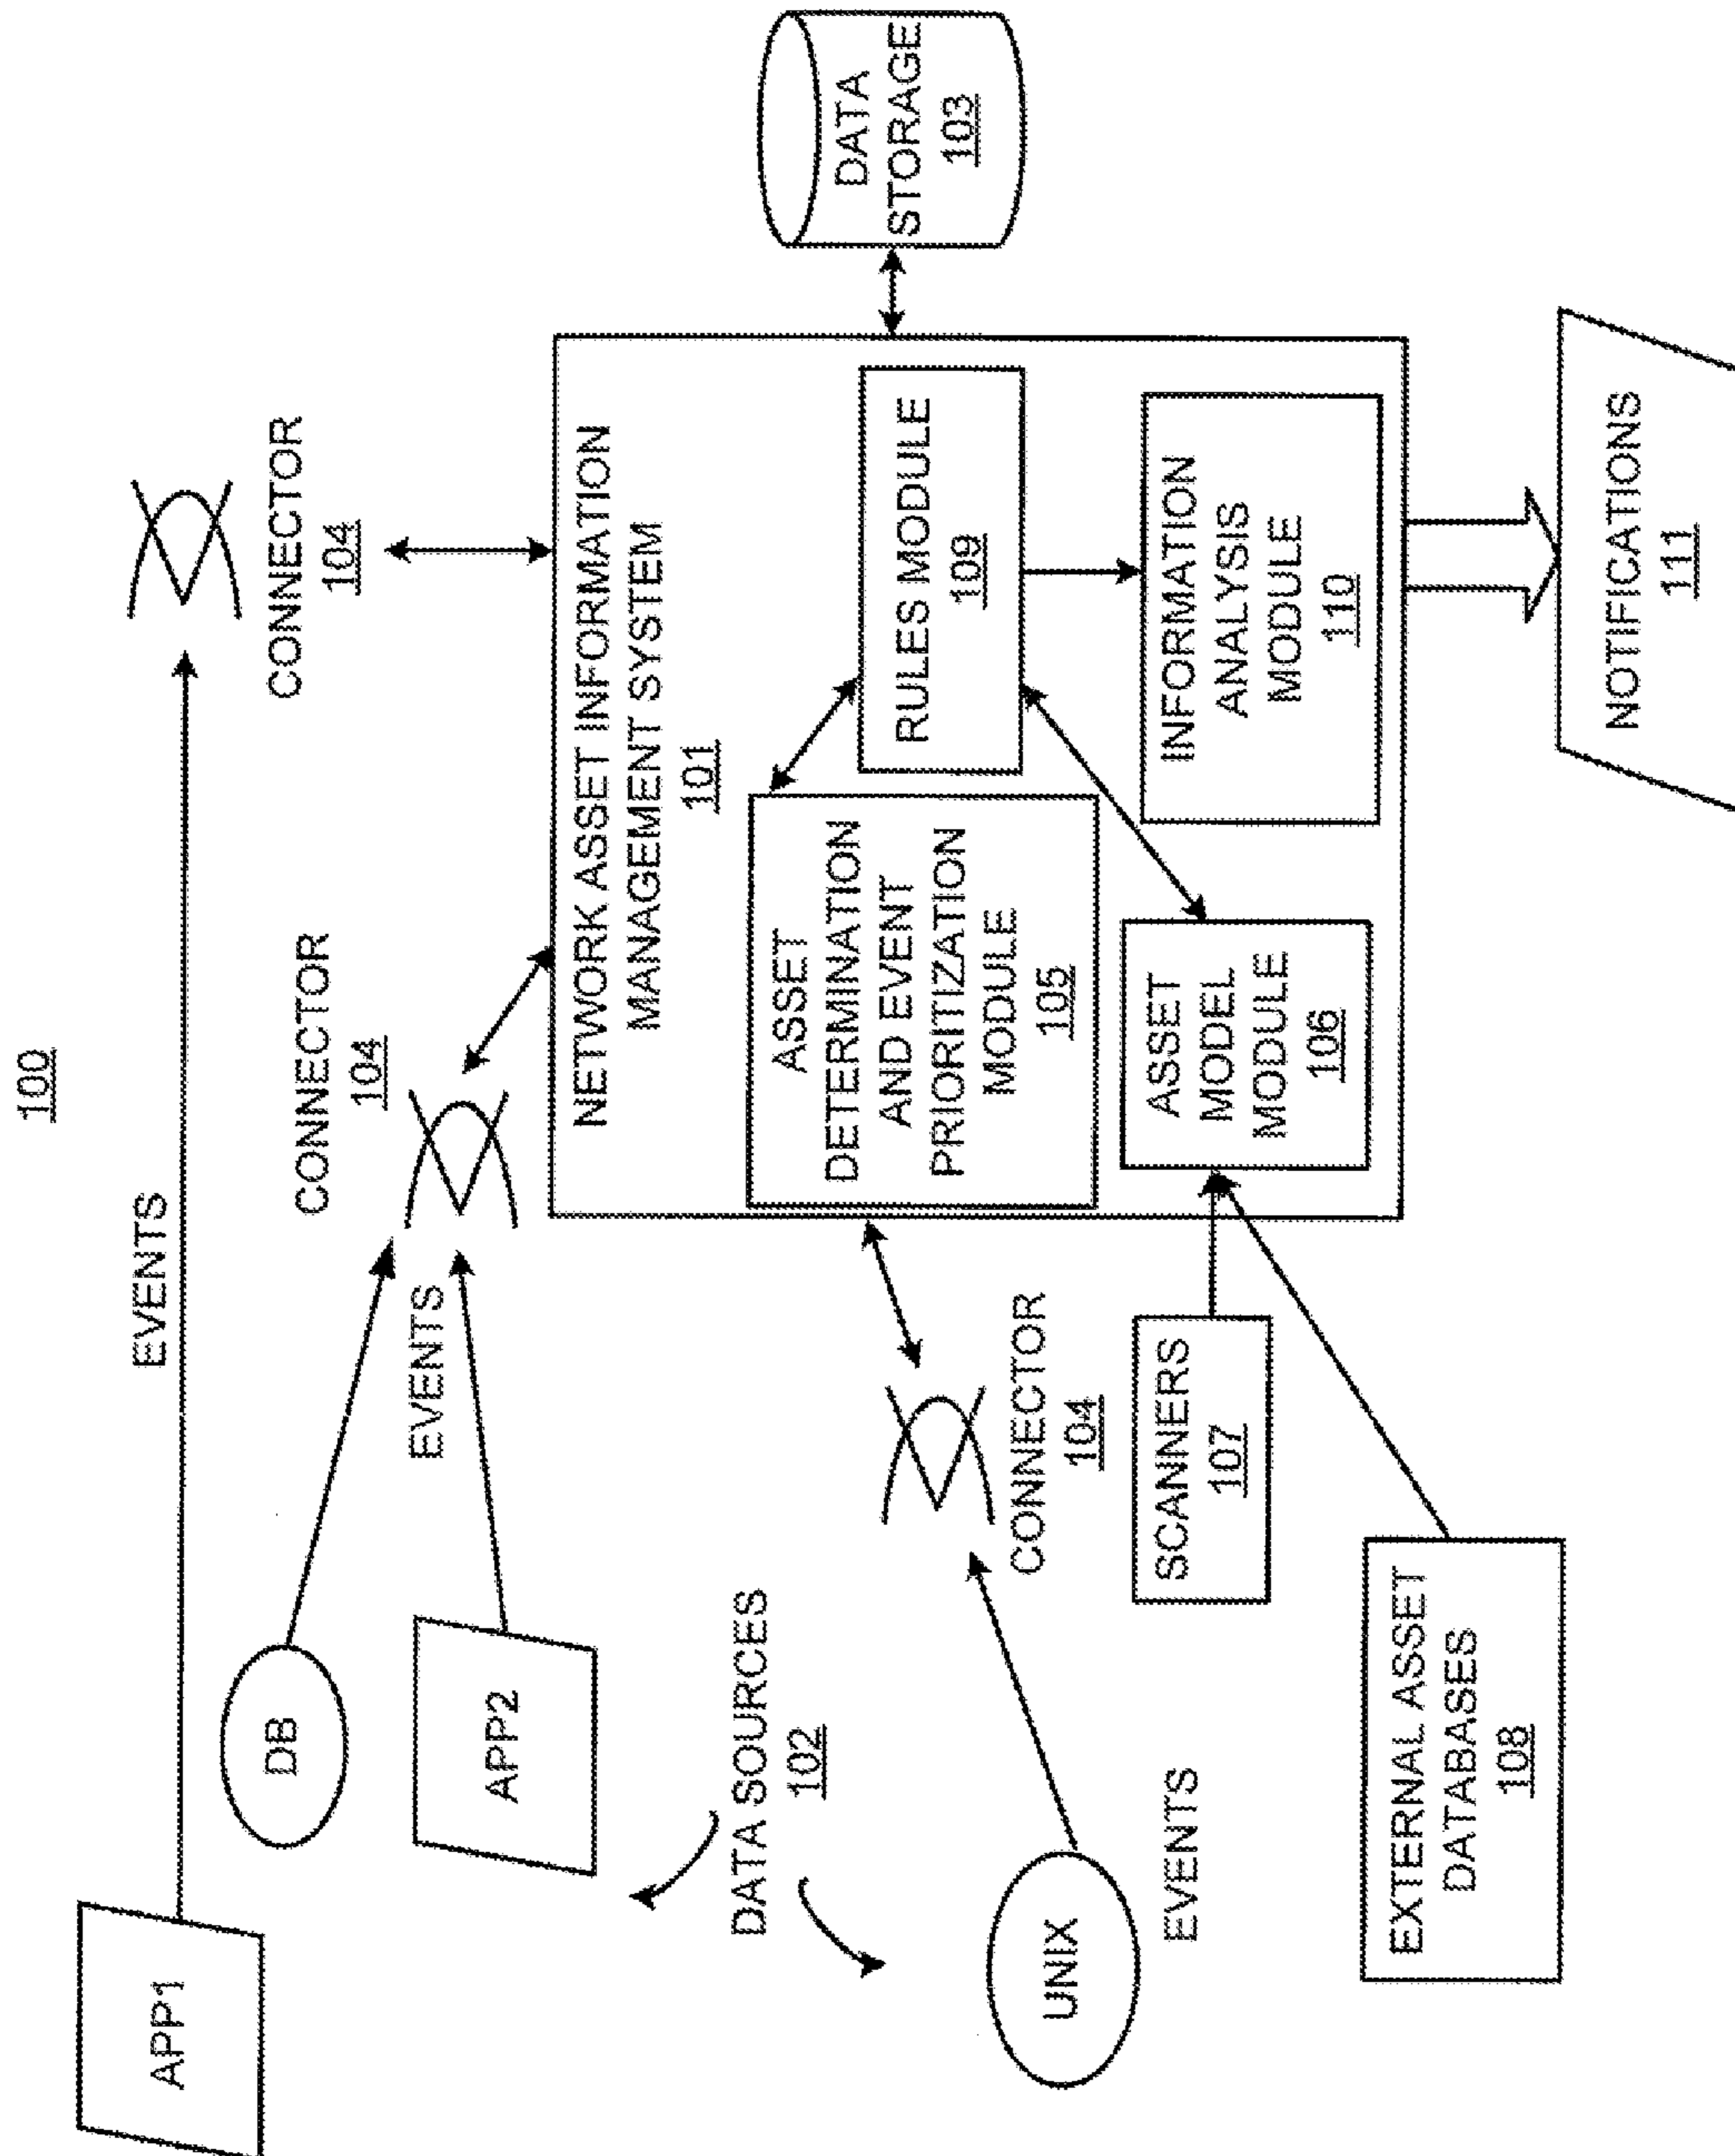 100
APP1
EVENTS
CONNECTOR
104
DB
APP2
EVENTS
CONNECTOR
104
DATA SOURCES
102
UNIX
EVENTS
CONNECTOR
104
SCANNERS
107
EXTERNAL ASSET
DATABASES
108
NETWORK ASSET INFORMATION
MANAGEMENT SYSTEM
101
ASSET
DETERMINATION
AND EVENT
PRIORITIZATION
MODULE
105
RULES MODULE
109
ASSET
MODEL
MODULE
106
INFORMATION
ANALYSIS
MODULE
110
DATA
STORAGE
103
NOTIFICATIONS
111